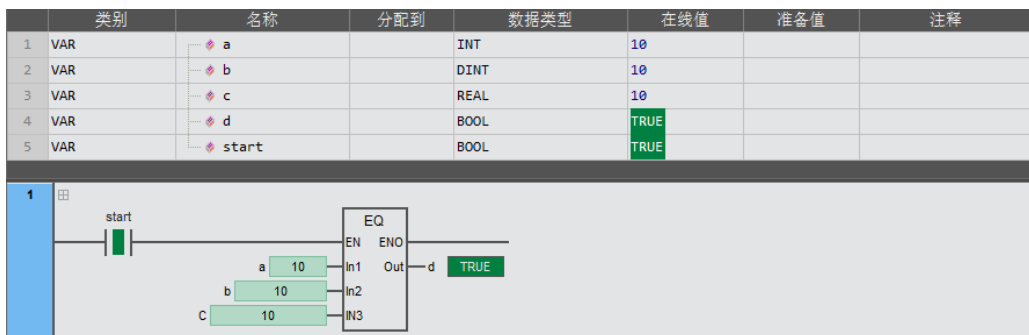 类别 名称 分配到 数据类型 在线值 准备值 注释
1 VAR a INT 10
2 VAR b DINT 10
3 VAR c REAL 10
4 VAR d BOOL TRUE
5 VAR start BOOL TRUE
1
start
EQ
EN ENO
a 10 In1 Out d TRUE
b 10 In2
C 10 IN3